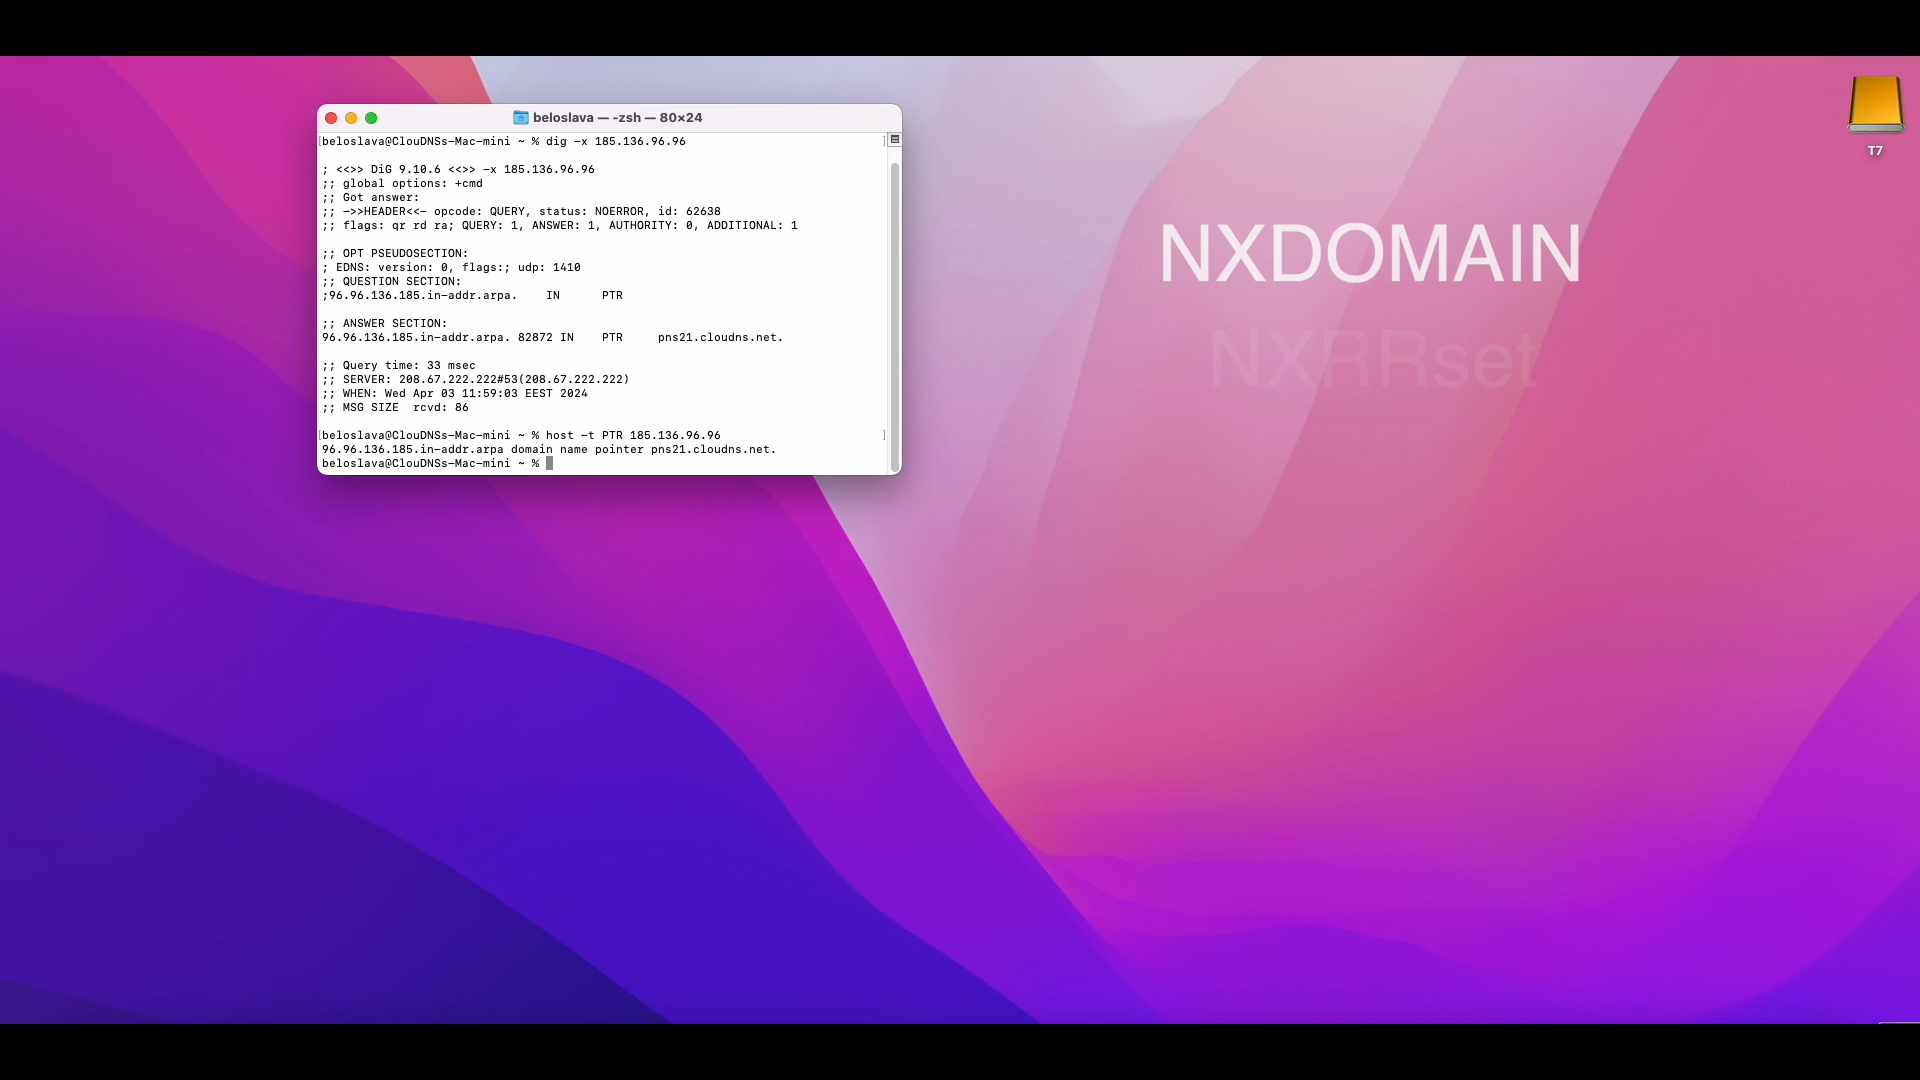 beloslava — -zsh — 80×24
[beloslava@ClouDNSs-Mac-mini ~ % dig -x 185.136.96.96 ]
; <<>> DiG 9.10.6 <<>> -x 185.136.96.96
;; global options: +cmd
;; Got answer:
;; ->>HEADER<<- opcode: QUERY, status: NOERROR, id: 62638
;; flags: qr rd ra; QUERY: 1, ANSWER: 1, AUTHORITY: 0, ADDITIONAL: 1
;; OPT PSEUDOSECTION:
; EDNS: version: 0, flags:; udp: 1410
;; QUESTION SECTION:
;96.96.136.185.in-addr.arpa. IN PTR
;; ANSWER SECTION:
96.96.136.185.in-addr.arpa. 82872 IN PTR pns21.cloudns.net.
;; Query time: 33 msec
;; SERVER: 208.67.222.222#53(208.67.222.222)
;; WHEN: Wed Apr 03 11:59:03 EEST 2024
;; MSG SIZE rcvd: 86
[beloslava@ClouDNSs-Mac-mini ~ % host -t PTR 185.136.96.96 ]
96.96.136.185.in-addr.arpa domain name pointer pns21.cloudns.net.
beloslava@ClouDNSs-Mac-mini ~ %
NXDOMAIN
NXRRset
T7